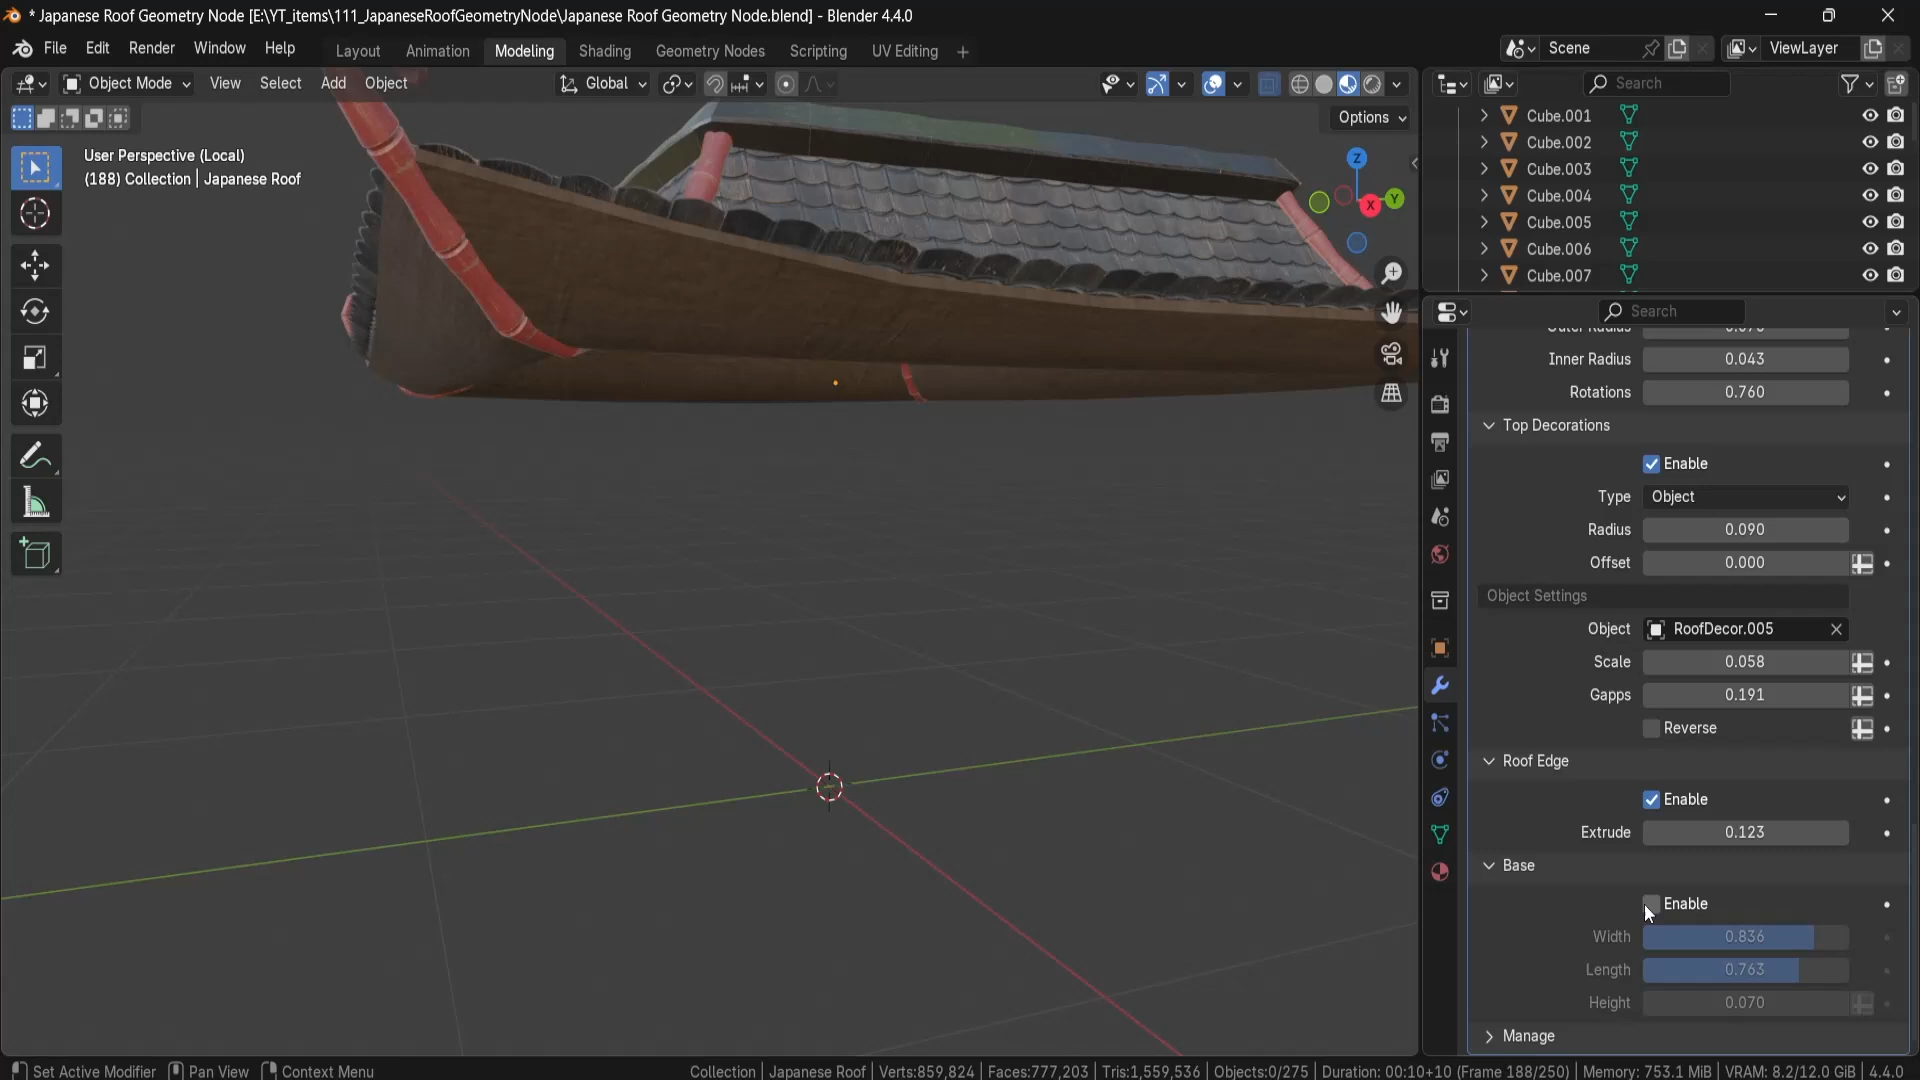 * Japanese Roof Geometry Node [E:\YT_items\111_JapaneseRoofGeometryNode\Japanese Roof Geometry Node.blend] - Blender 4.4.0
File Edit Render Window Help Layout Animation Modeling Shading Geometry Nodes Scripting UV Editing + Scene ViewLayer
Object Mode View Select Add Object Global Search
Options
User Perspective (Local)
(188) Collection | Japanese Roof
Z
Y
X
Cube.001
Cube.002
Cube.003
Cube.004
Cube.005
Cube.006
Cube.007
Search
Outer Radius 0.070
Inner Radius 0.043
Rotations 0.760
Top Decorations
Enable
Type Object
Radius 0.090
Offset 0.000
Object Settings
Object RoofDecor.005
Scale 0.058
Gapps 0.191
Reverse
Roof Edge
Enable
Extrude 0.123
Base
Enable
Width 0.836
Length 0.763
Height 0.070
Manage
Set Active Modifier Pan View Context Menu Collection | Japanese Roof | Verts:859,824 | Faces:777,203 | Tris:1,559,536 | Objects:0/275 | Duration: 00:10+10 (Frame 188/250) | Memory: 753.1 MiB | VRAM: 8.2/12.0 GiB | 4.4.0